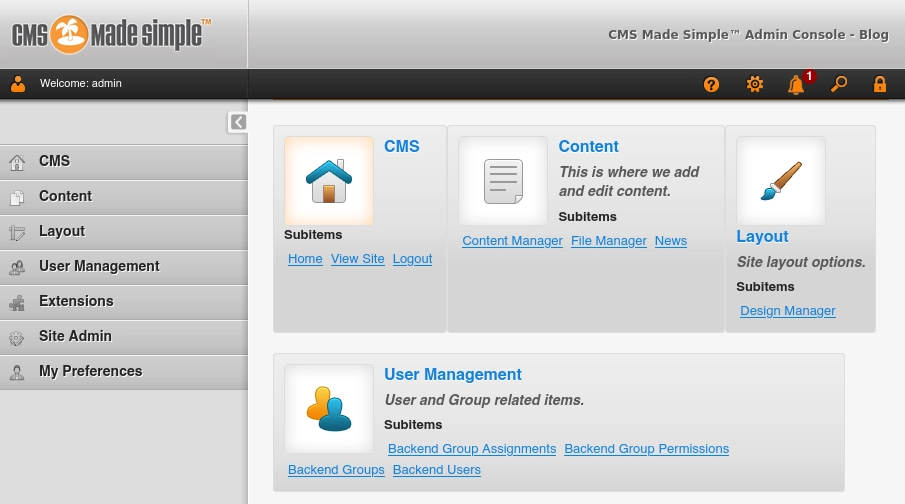 CMS made simple™
CMS Made Simple™ Admin Console - Blog
Welcome: admin
1
CMS
Content
Layout
User Management
Extensions
Site Admin
My Preferences
CMS
Subitems
Home View Site Logout
Content
This is where we add
and edit content.
Subitems
Content Manager File Manager News
Layout
Site layout options.
Subitems
Design Manager
User Management
User and Group related items.
Subitems
Backend Group Assignments Backend Group Permissions
Backend Groups Backend Users